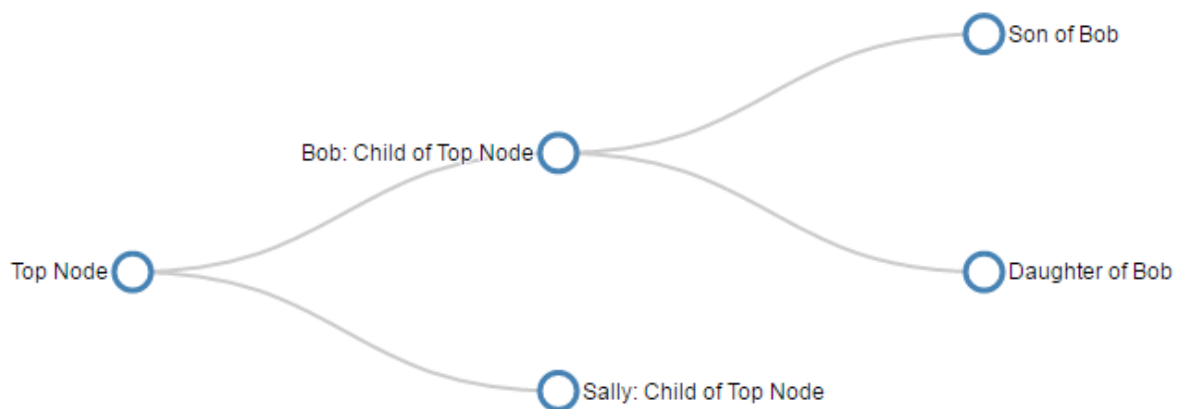 Son of Bob
Bob: Child of Top Node
Top Node
Daughter of Bob
Sally: Child of Top Node